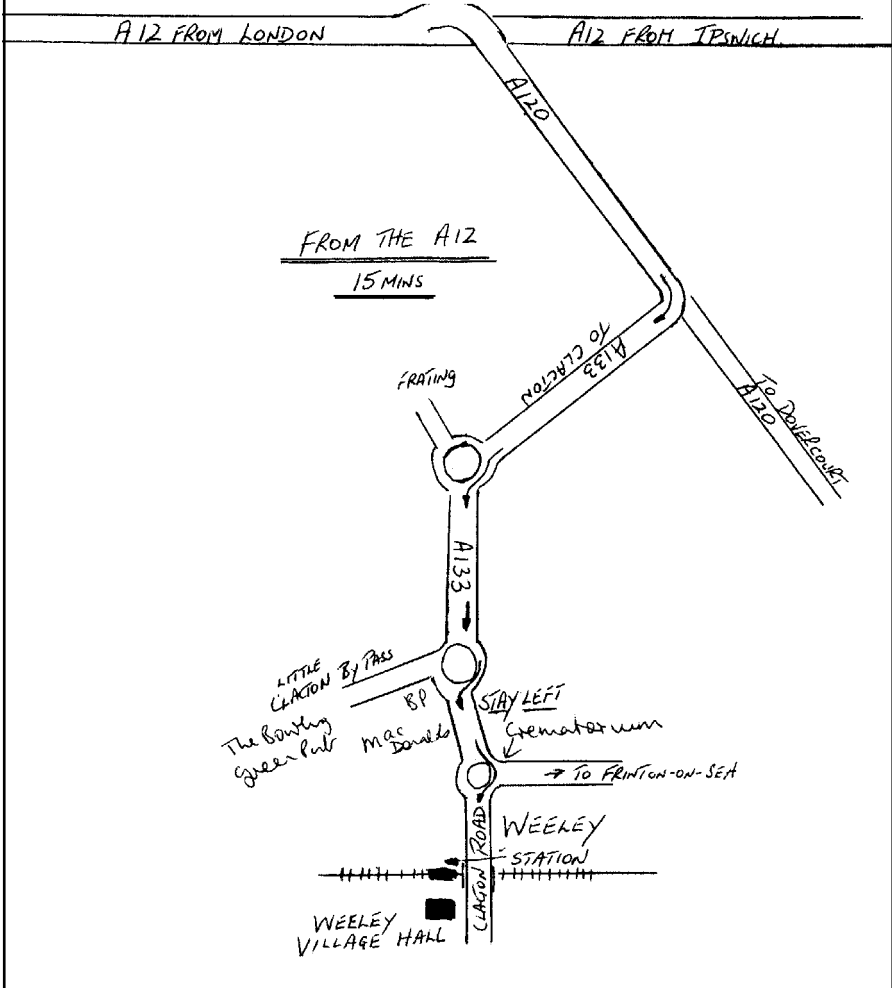 A12 FROM LONDON
A12 FROM IPSWICH
A120
FROM THE A12
15 MINS
TO CLACTON
A133
FRATING
TO DOVERCOURT
A120
A133
LITTLE
CLACTON BY PASS
BP
STAY LEFT
The Bowling
Green Pub
Mac
Donalds
Crematorium
→ TO FRINTON-ON-SEA
CLACTON ROAD
WEELEY
STATION
WEELEY
VILLAGE HALL